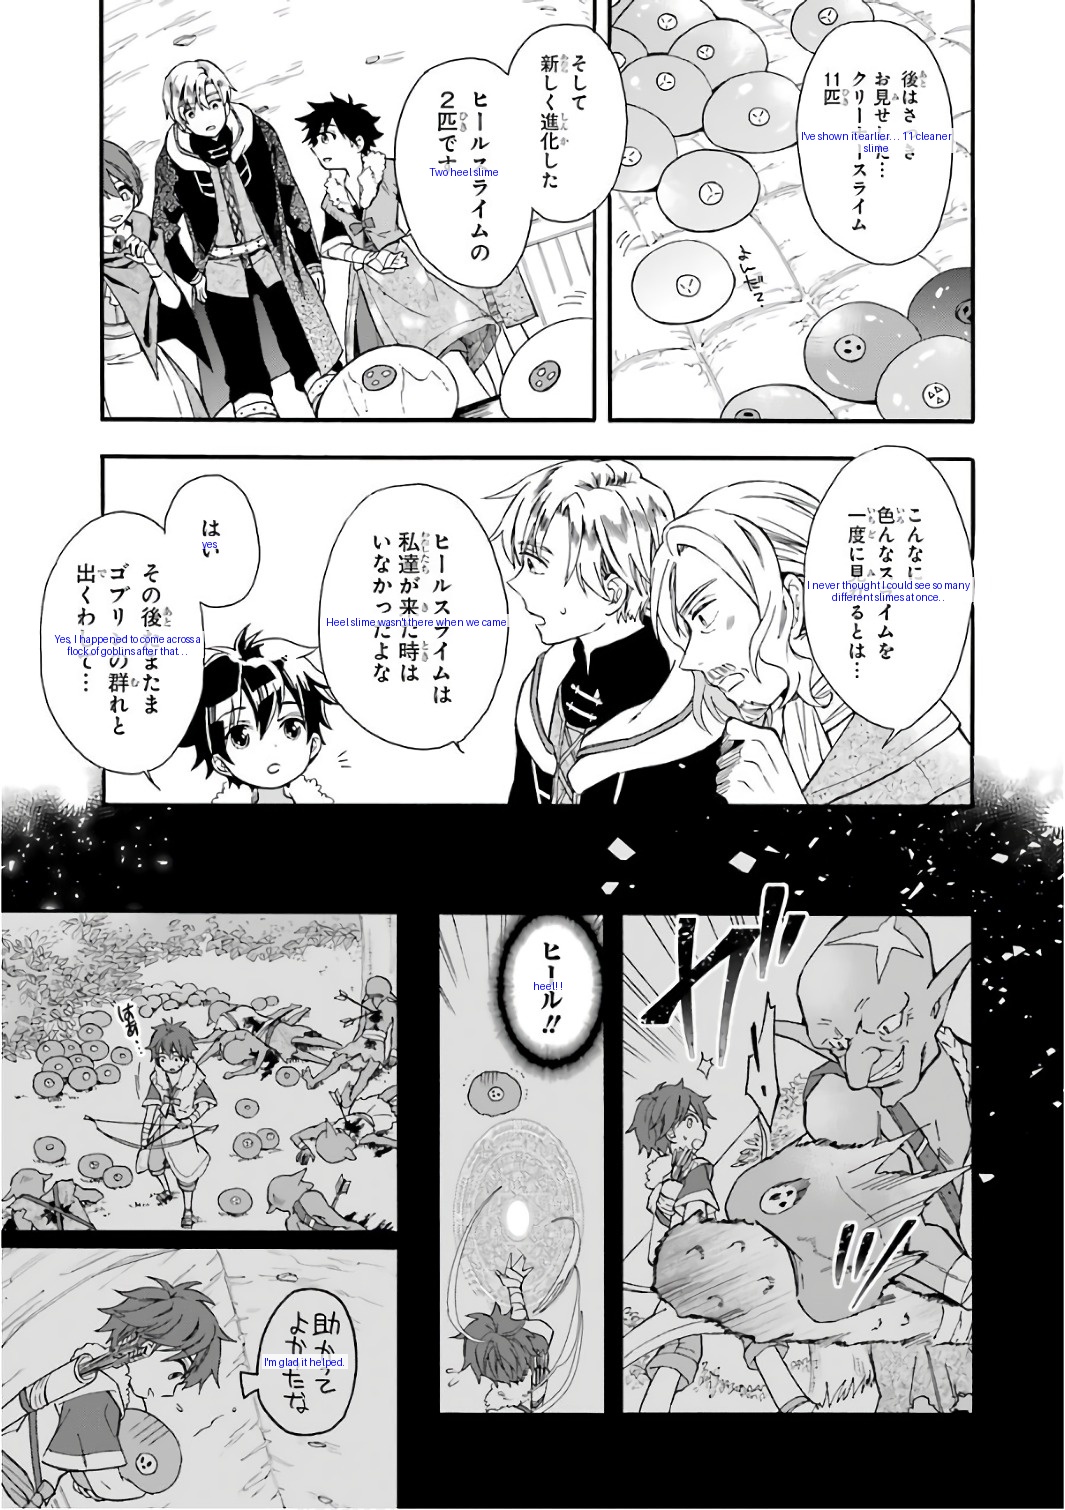 後はさ き
お見せ た…
クリー ースライム
11匹
I've shown it earlier. . . 11 cleaner
slime
よんだ?
そして
新しく進化した
ヒールスライムの
2匹です
Two heel slime
こんなに
色んなス イムを
一度に見 るとは…
I never thought I could see so many
different slimes at once. .
ヒールスライムは
私達が来た時は
いなかったよな
Heel slime wasn't there when we came
はい
yes
その後 またま
ゴブリ の群れと
出くわ て…
Yes, I happened to come across a
flock of goblins after that. . .
ヒール!!
heel! !
はぁ…
助かって
よかったな
I'm glad it helped.